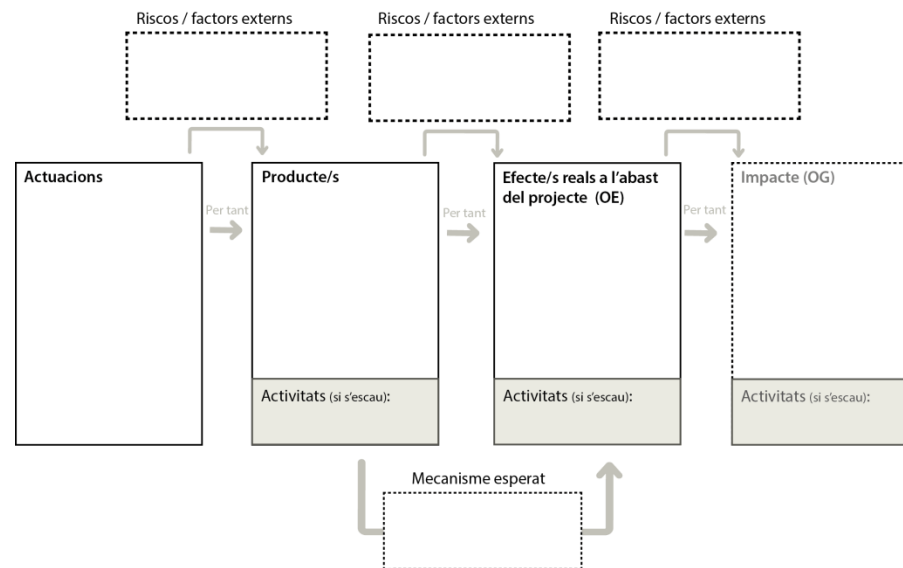 Riscos / factors externs
Riscos / factors externs
Riscos / factors externs
Actuacions
Per tant
Producte/s
Activitats (si s'escau):
Per tant
Efecte/s reals a l'abast
del projecte (OE)
Activitats (si s'escau):
Per tant
Impacte (OG)
Activitats (si s'escau):
Mecanisme esperat